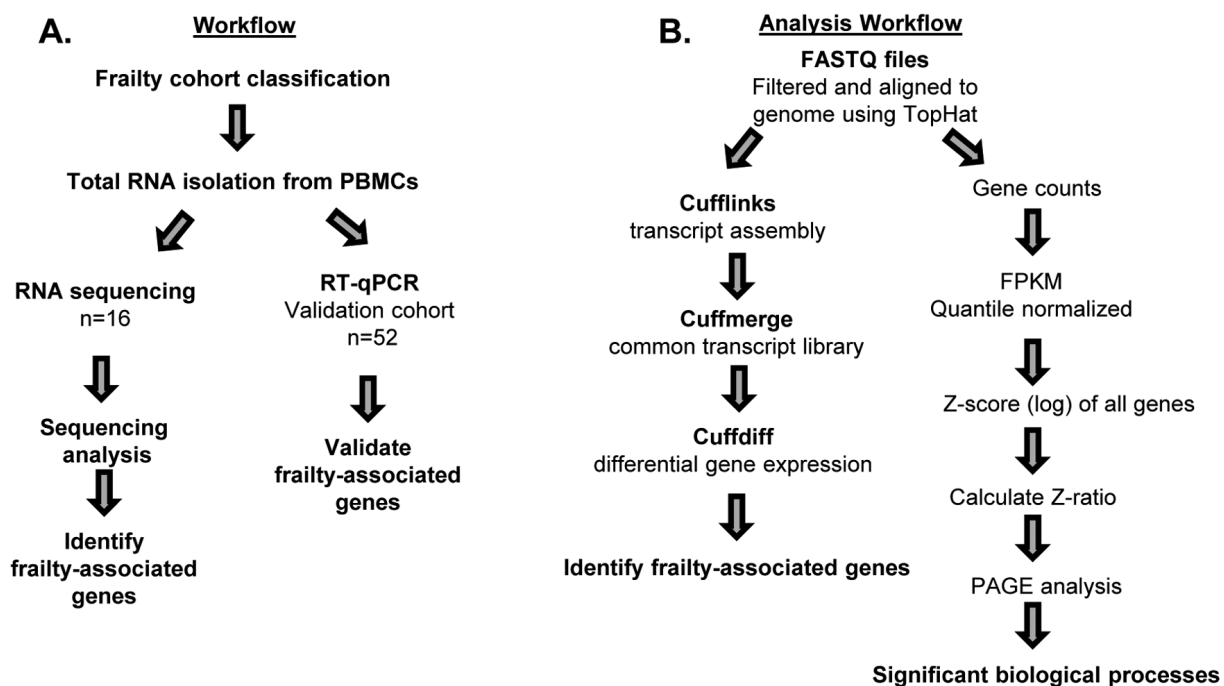 A.
Workflow
Frailty cohort classification
Total RNA isolation from PBMCs
RNA sequencing
n=16
Sequencing
analysis
Identify
frailty-associated
genes
RT-qPCR
Validation cohort
n=52
Validate
frailty-associated
genes
B.
Analysis Workflow
FASTQ files
Filtered and aligned to
genome using TopHat
Cufflinks
transcript assembly
Cuffmerge
common transcript library
Cuffdiff
differential gene expression
Identify frailty-associated genes
Gene counts
FPKM
Quantile normalized
Z-score (log) of all genes
Calculate Z-ratio
PAGE analysis
Significant biological processes